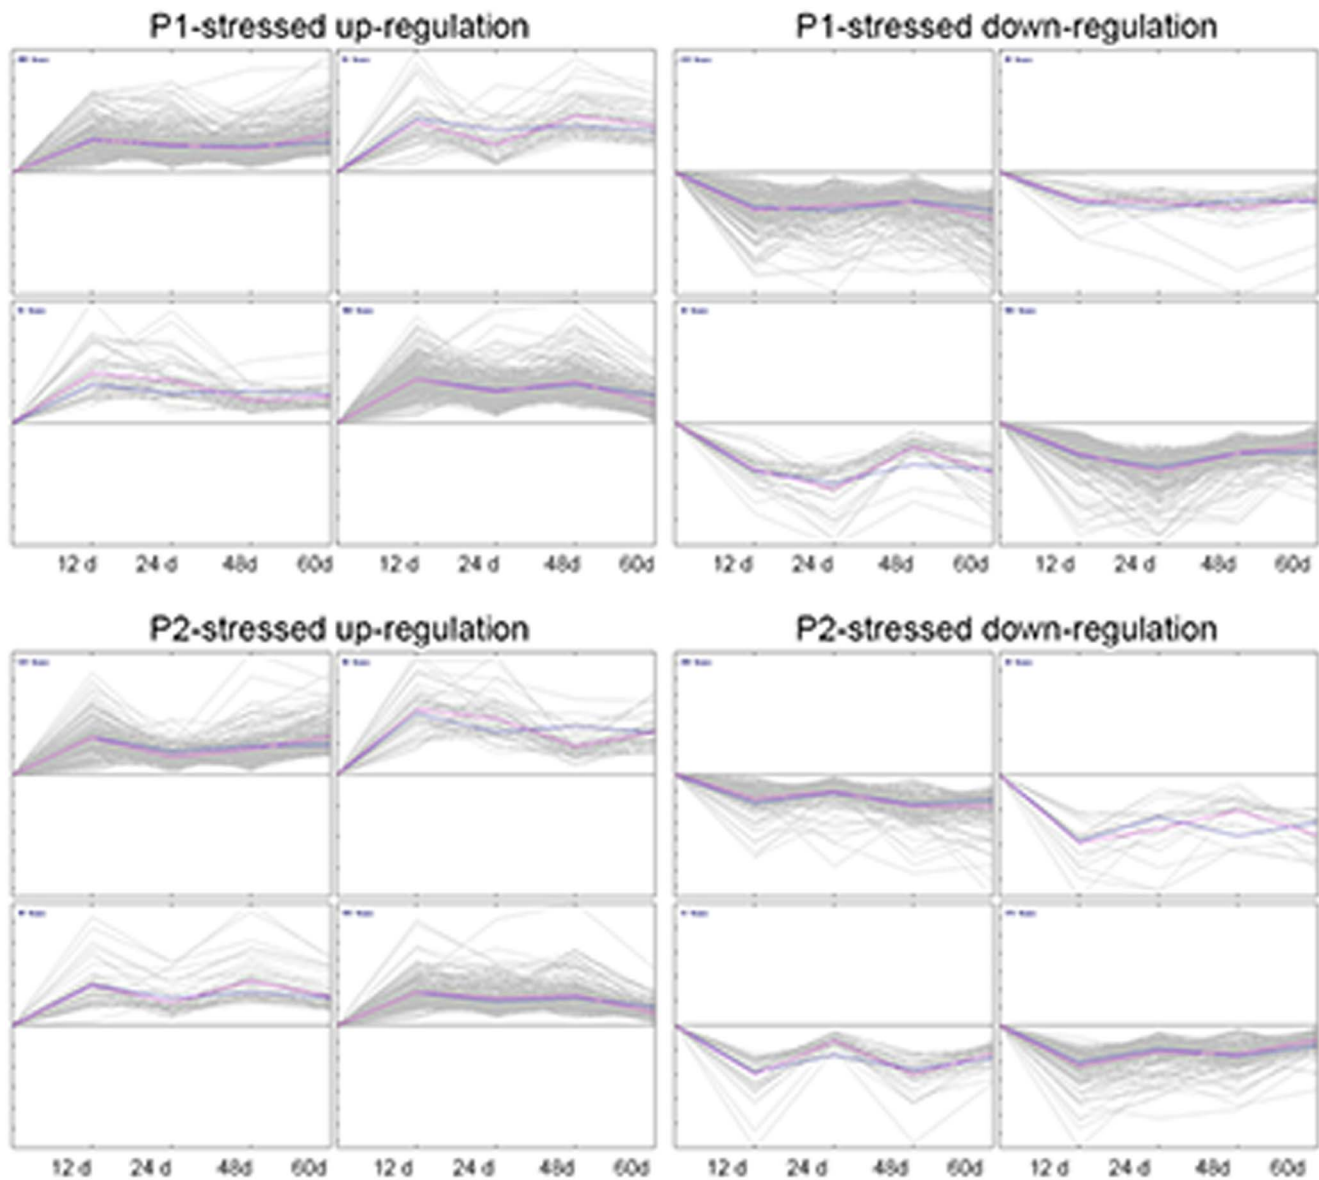 P1-stressed up-regulation
P1-stressed down-regulation
12 d 24 d 48d 60d 12 d 24 d 48d 60d 12 d 24 d 48d 60d 12 d 24 d 48d 60d
P2-stressed up-regulation
P2-stressed down-regulation
12 d 24 d 48d 60d 12 d 24 d 48d 60d 12 d 24 d 48d 60d 12 d 24 d 48d 60d